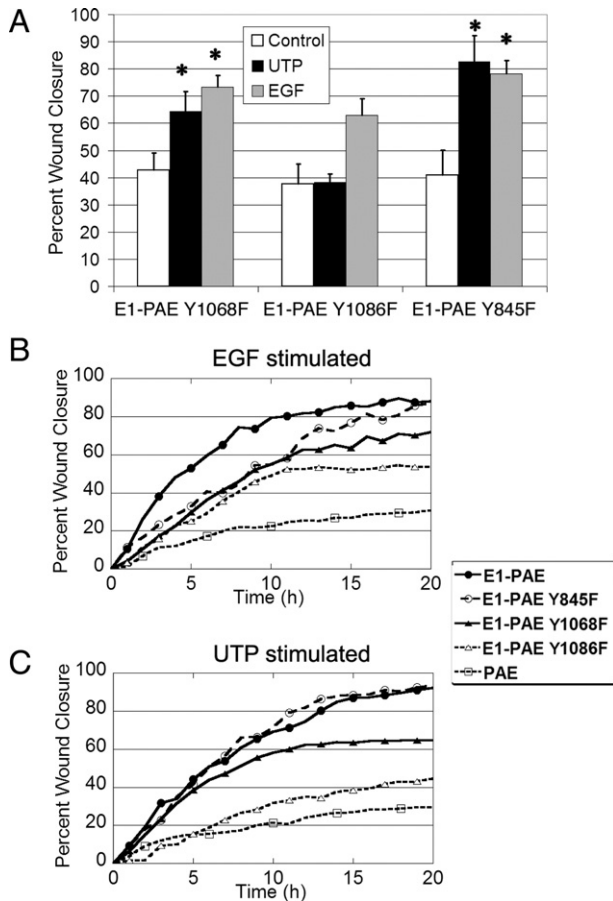 A
Percent Wound Closure
100
90
80
70
60
50
40
30
20
10
0
Control
UTP
EGF
* *
* *
E1-PAE Y1068F E1-PAE Y1086F E1-PAE Y845F
B
EGF stimulated
Percent Wound Closure
100
80
60
40
20
0 5 10 15 20
Time (h)
E1-PAE
E1-PAE Y845F
E1-PAE Y1068F
E1-PAE Y1086F
PAE
C
UTP stimulated
Percent Wound Closure
100
80
60
40
20
0
0 5 10 15 20
Time (h)